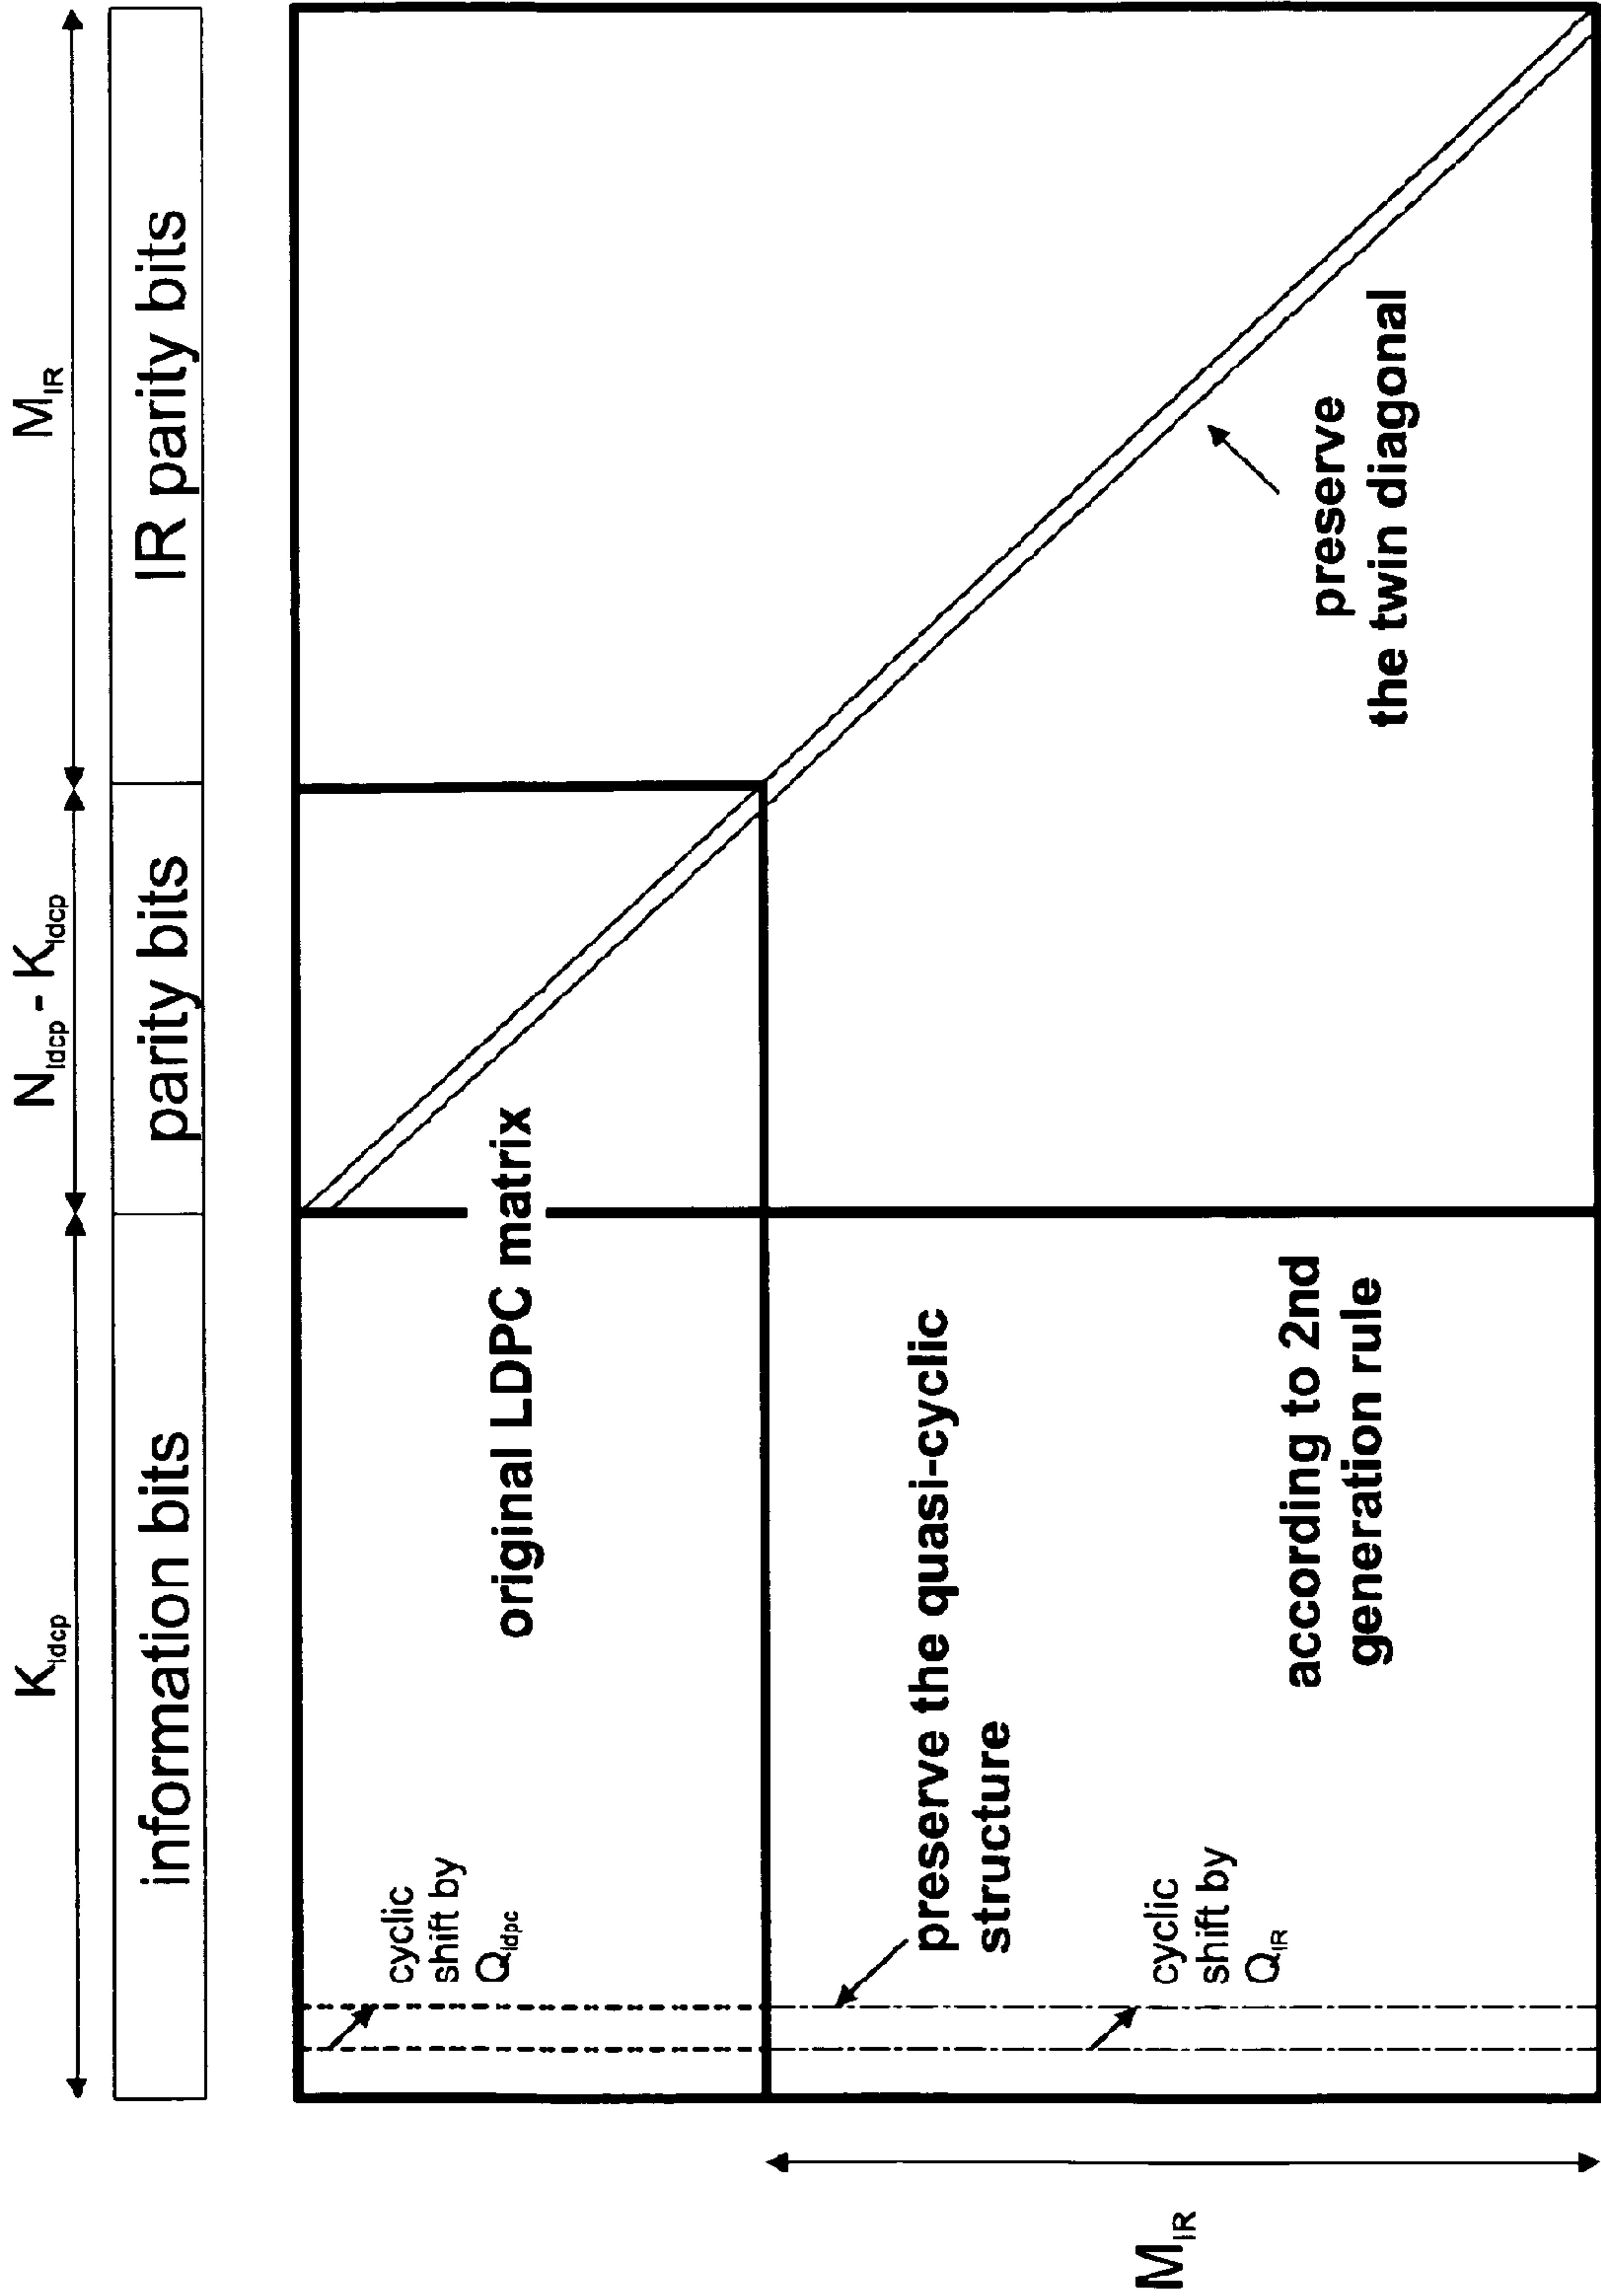 K_ldcp
N_ldcp - K_ldcp
M_IR
information bits
parity bits
IR parity bits
cyclic
shift by
Q_ldpc
original LDPC matrix
preserve the quasi-cyclic
structure
cyclic
shift by
Q_IR
according to 2nd
generation rule
preserve
the twin diagonal
M_IR